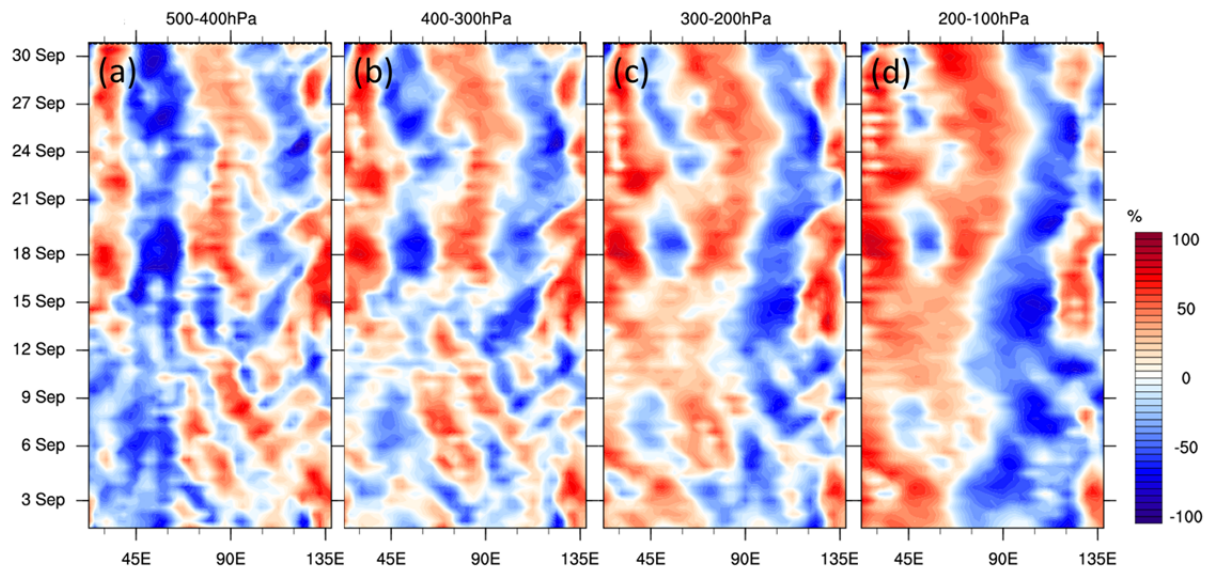 500-400hPa 400-300hPa 300-200hPa 200-100hPa
(a) (b) (c) (d)
30 Sep
27 Sep
24 Sep
21 Sep
18 Sep
15 Sep
12 Sep
9 Sep
6 Sep
3 Sep
45E 90E 135E 45E 90E 135E 45E 90E 135E 45E 90E 135E
%
100
50
0
-50
-100